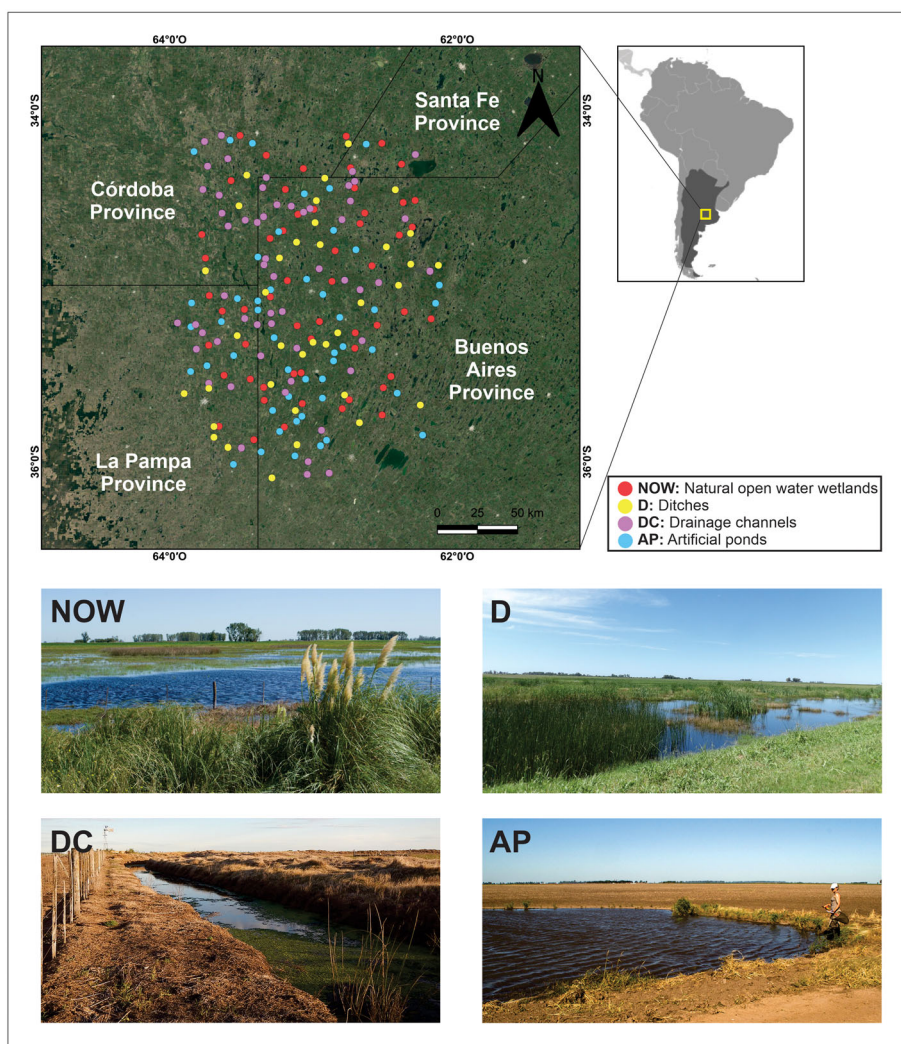 64°0'O
62°0'O
34°0'S
34°0'S
N
Santa Fe
Province
Córdoba
Province
Buenos
Aires
Province
La Pampa
Province
36°0'S
36°0'S
0 25 50 km
64°0'O
62°0'O
NOW: Natural open water wetlands
D: Ditches
DC: Drainage channels
AP: Artificial ponds
NOW
D
DC
AP